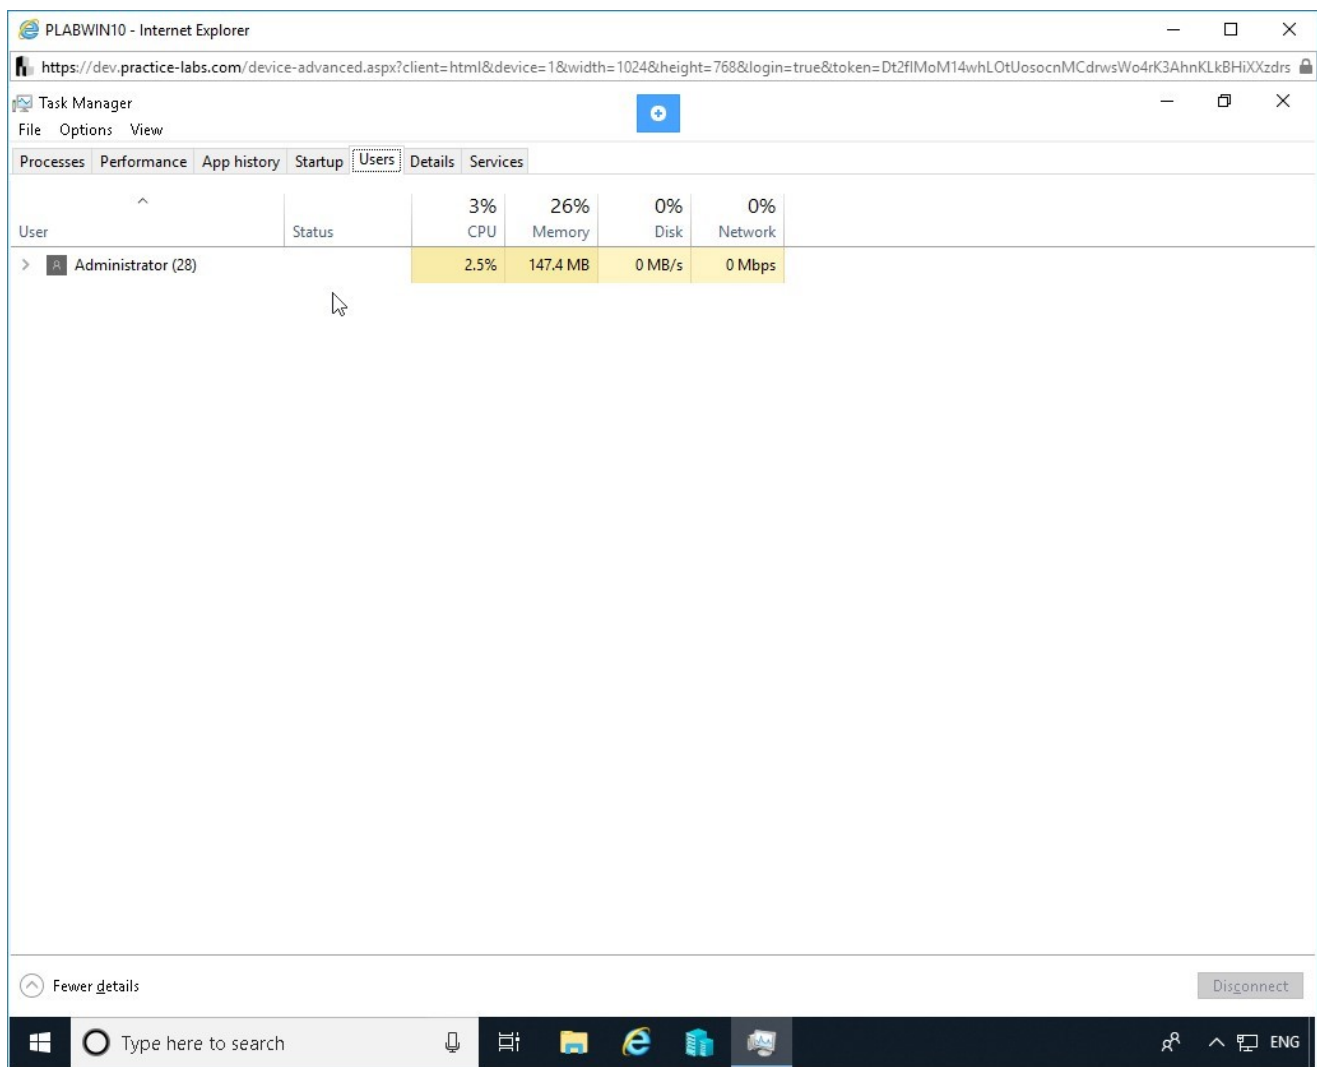 PLABWIN10 - Internet Explorer
https://dev.practice-labs.com/device-advanced.aspx?client=html&device=1&width=1024&height=768&login=true&token=Dt2flMoM14whLOtUosocnMCdrwsWo4rK3AhnKLkBHiXXzdrs
Task Manager
File Options View
Processes Performance App history Startup Users Details Services
3% 26% 0% 0%
User Status CPU Memory Disk Network
Administrator (28) 2.5% 147.4 MB 0 MB/s 0 Mbps
Fewer details Disconnect
Type here to search ENG